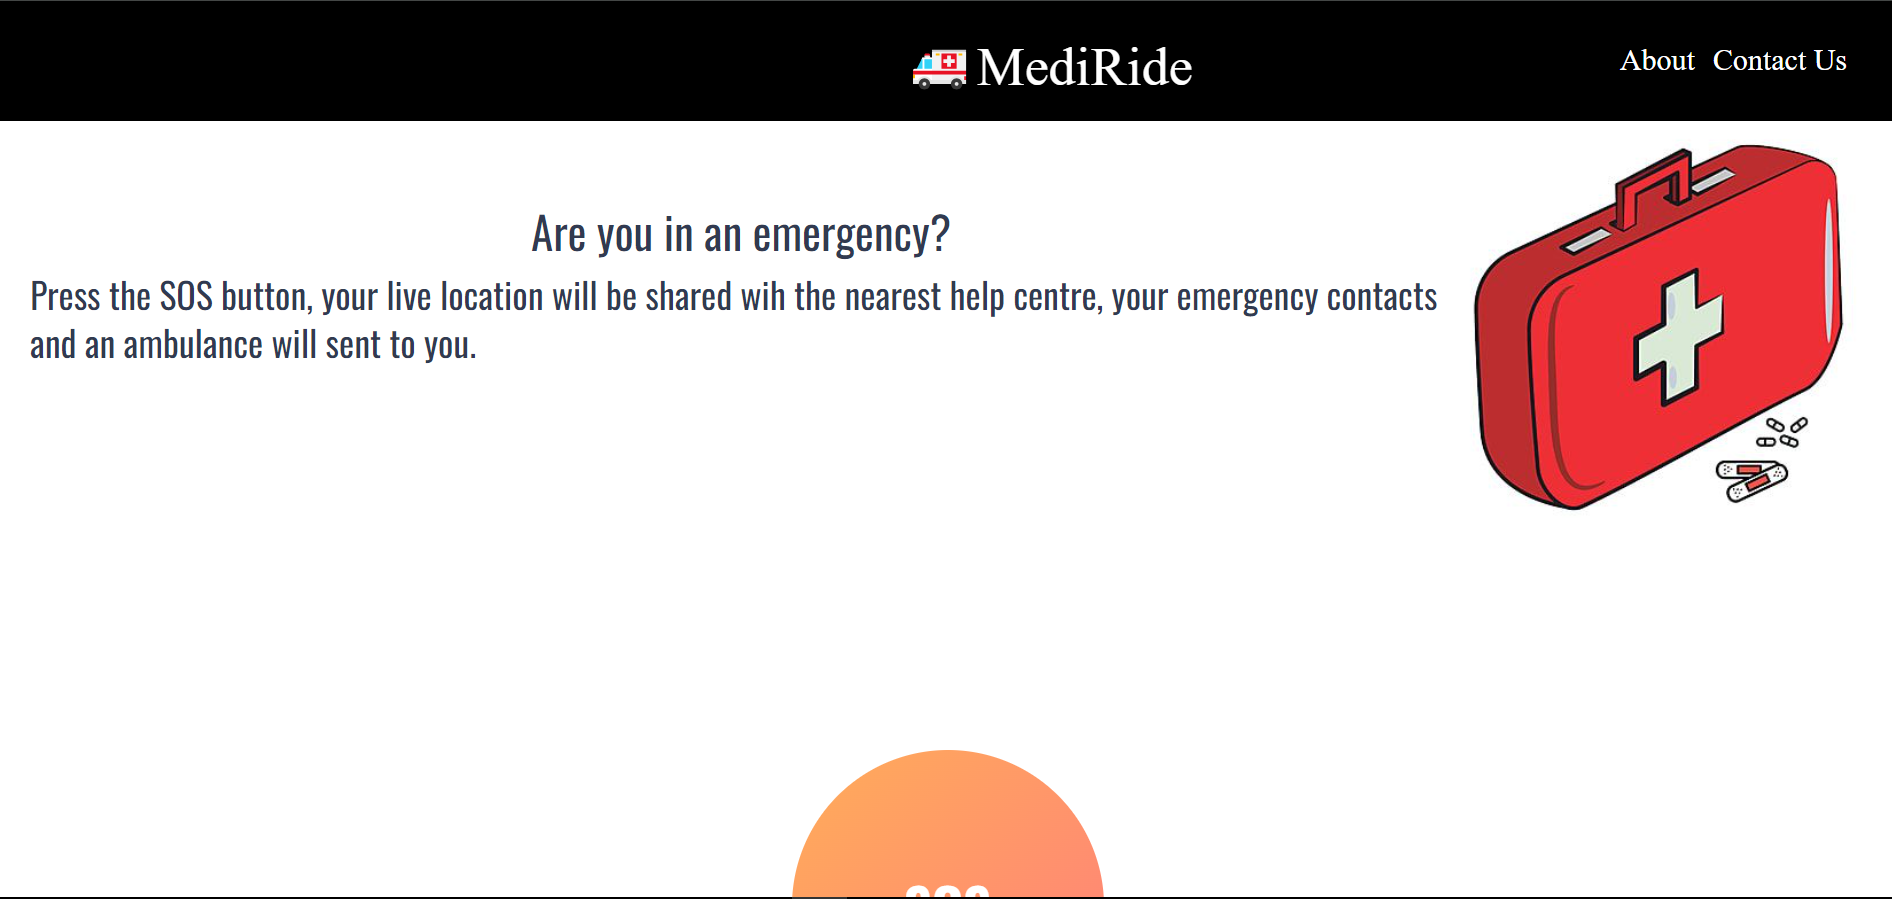 MediRide
About Contact Us
Are you in an emergency?
Press the SOS button, your live location will be shared wih the nearest help centre, your emergency contacts
and an ambulance will sent to you.